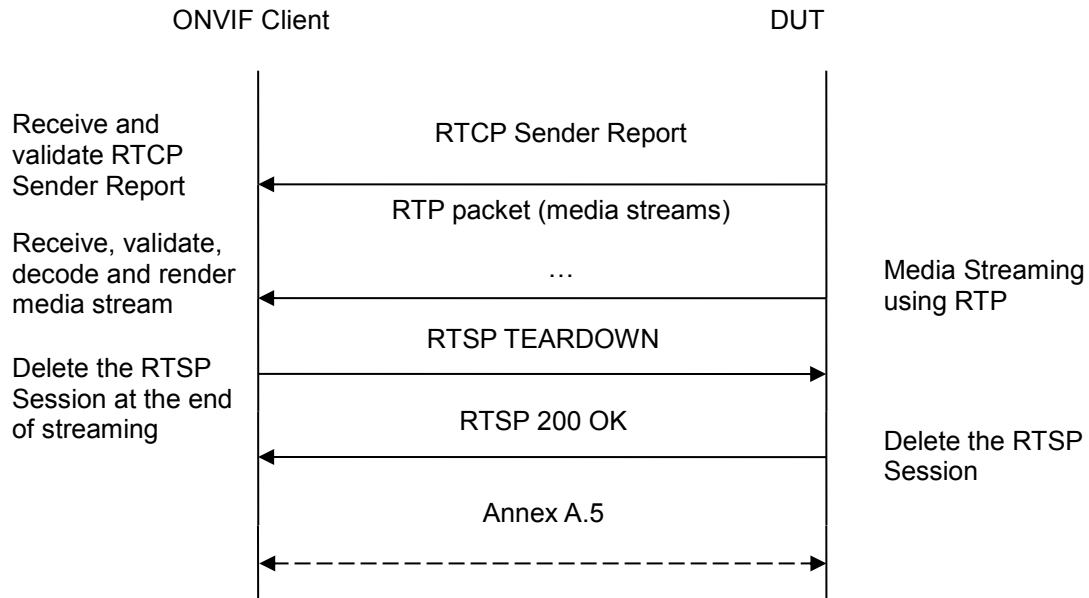 ONVIF Client
DUT
Receive and
validate RTCP
Sender Report
RTCP Sender Report
RTP packet (media streams)
Receive, validate,
decode and render
media stream
…
Media Streaming
using RTP
RTSP TEARDOWN
Delete the RTSP
Session at the end
of streaming
RTSP 200 OK
Delete the RTSP
Session
Annex A.5